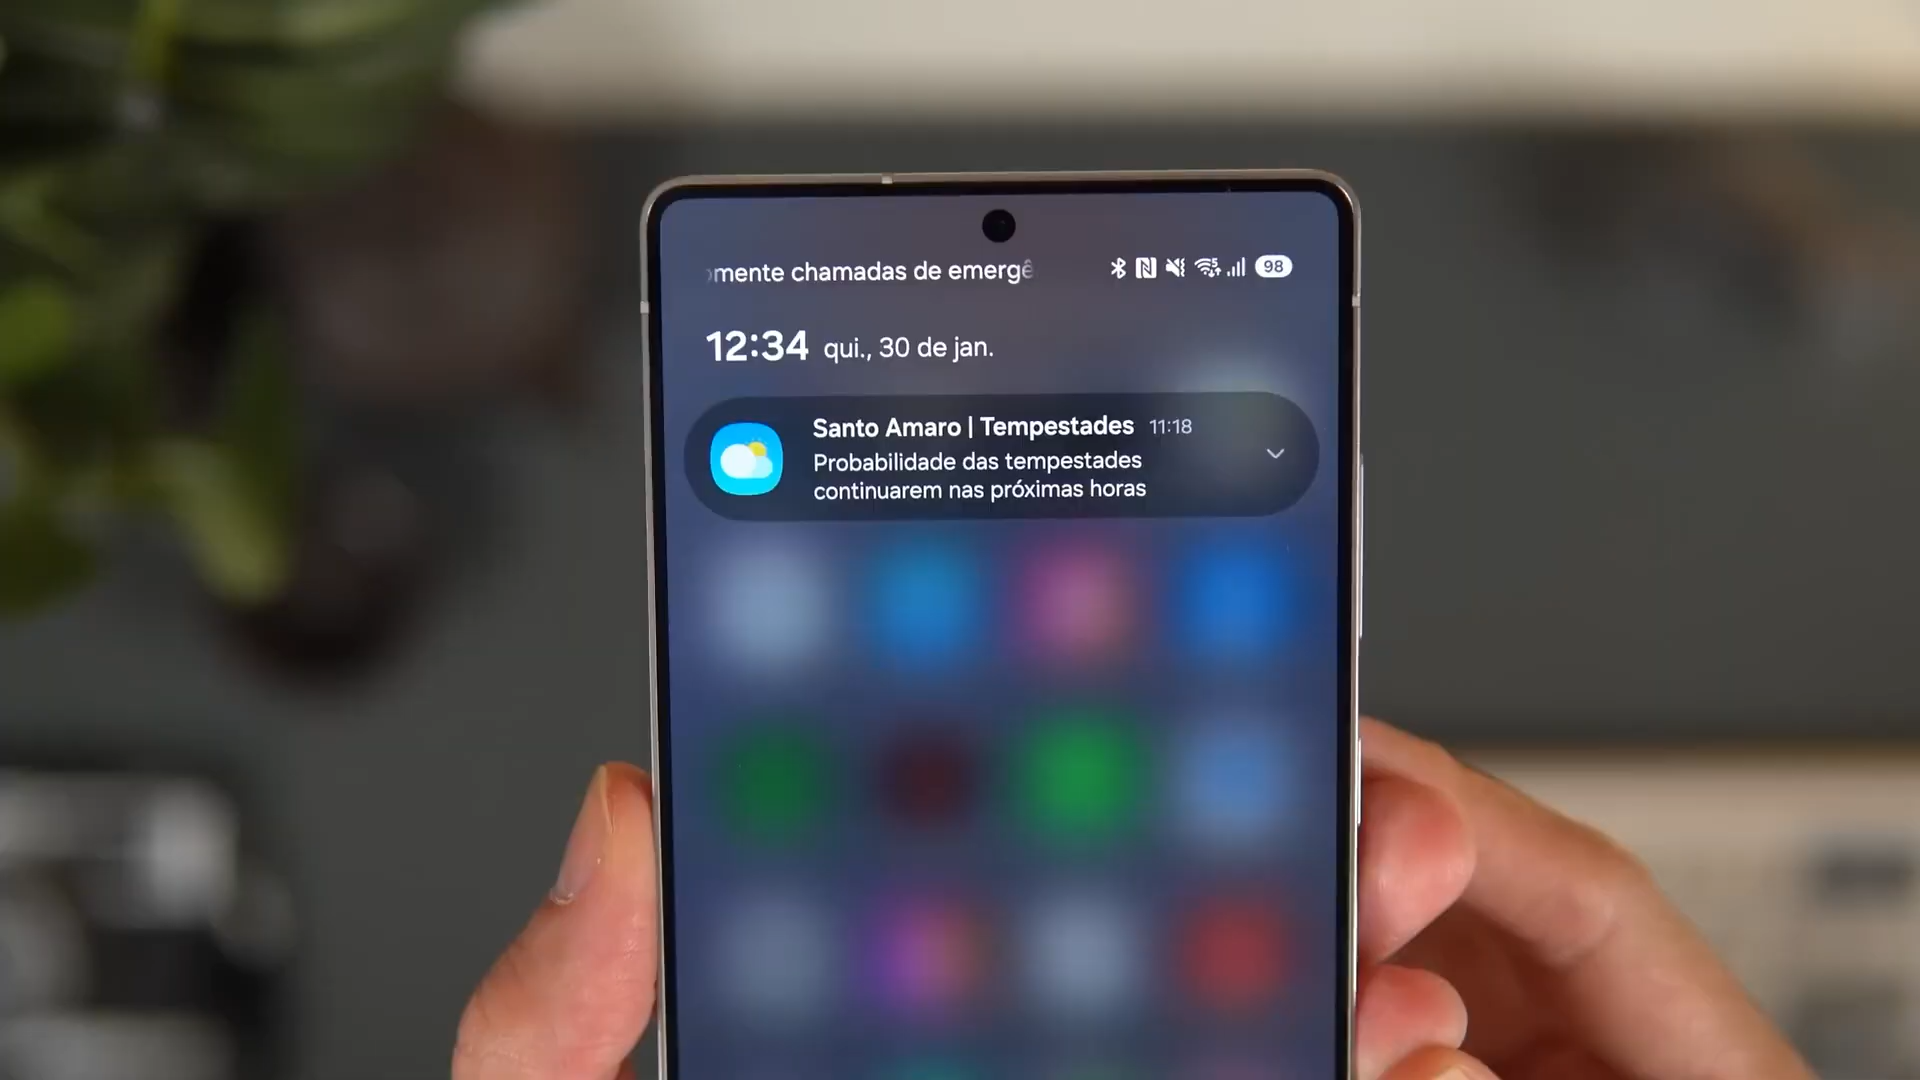 mente chamadas de emergê
98
12:34 qui., 30 de jan.
Santo Amaro | Tempestades 11:18
Probabilidade das tempestades
continuarem nas próximas horas